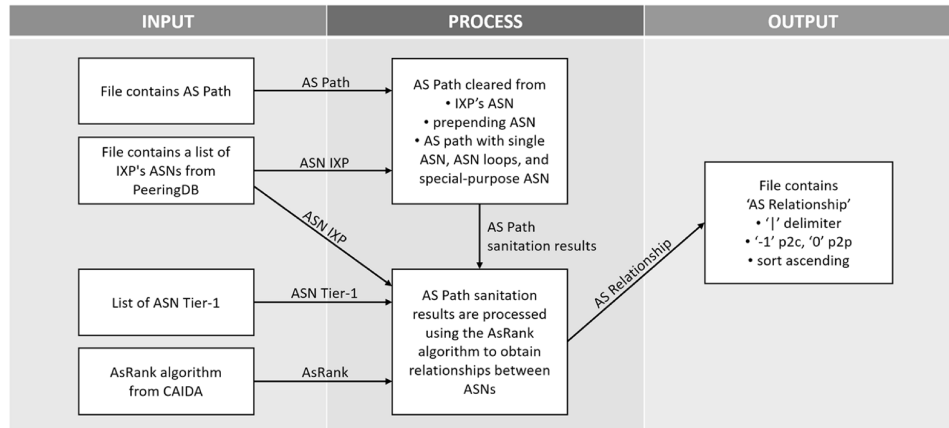 INPUT
PROCESS
OUTPUT
File contains AS Path
AS Path
AS Path cleared from
• IXP's ASN
• prepending ASN
• AS path with single
ASN, ASN loops, and
special-purpose ASN
File contains a list of
IXP's ASNs from
PeeringDB
ASN IXP
ASN IXP
AS Path
sanitation results
List of ASN Tier-1
ASN Tier-1
AsRank algorithm
from CAIDA
AsRank
AS Path sanitation
results are processed
using the AsRank
algorithm to obtain
relationships between
ASNs
AS Relationship
File contains
‘AS Relationship’
• ‘|’ delimiter
• ‘-1’ p2c, ‘0’ p2p
• sort ascending